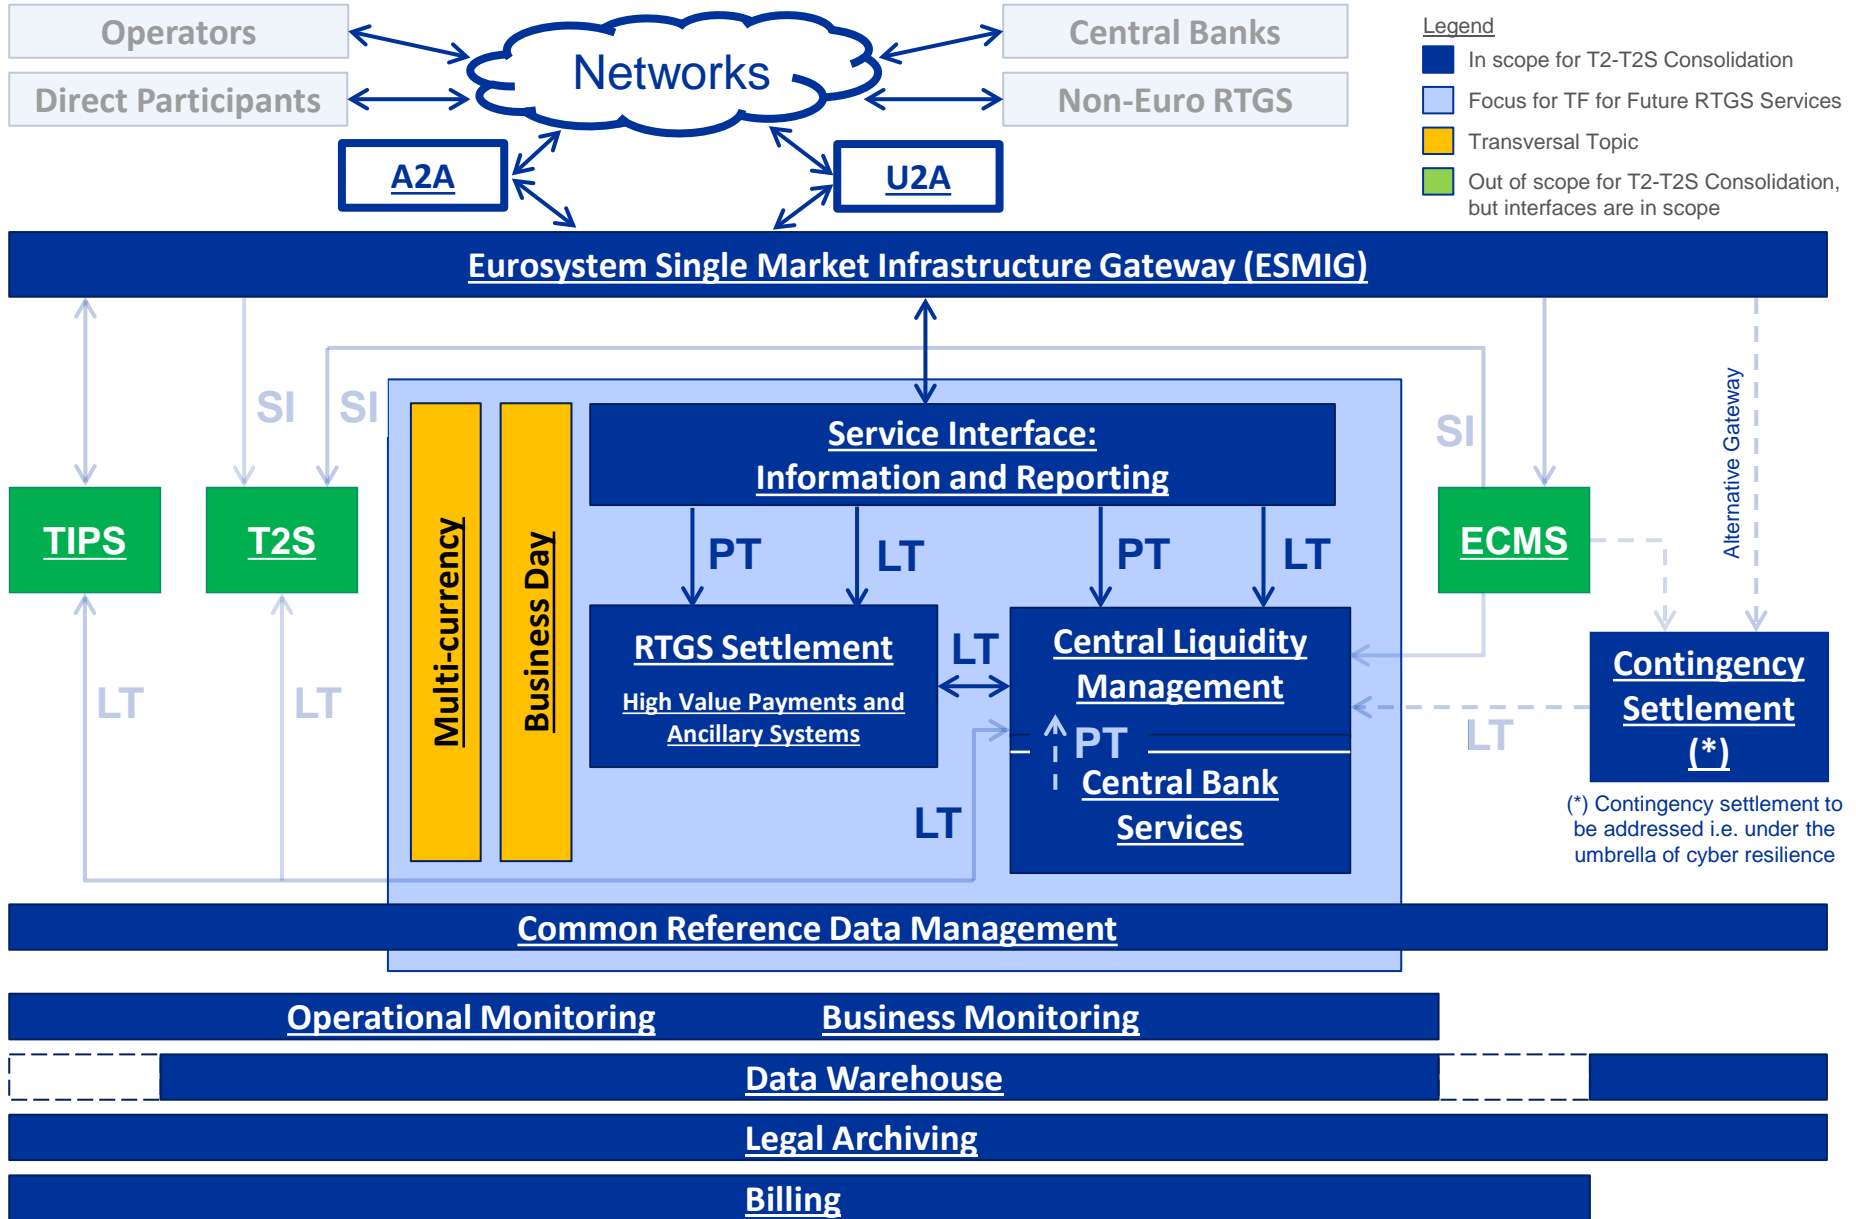 Operators
Direct Participants
Networks
Central Banks
Non-Euro RTGS
Legend
In scope for T2-T2S Consolidation
Focus for TF for Future RTGS Services
Transversal Topic
Out of scope for T2-T2S Consolidation,
but interfaces are in scope
A2A
U2A
Eurosystem Single Market Infrastructure Gateway (ESMIG)
SI
SI
SI
Alternative Gateway
Multi-currency
Business Day
Service Interface:
Information and Reporting
TIPS
T2S
ECMS
PT
LT
PT
LT
RTGS Settlement
High Value Payments and
Ancillary Systems
LT
Central Liquidity
Management
PT
Central Bank
Services
LT
LT
LT
LT
Contingency
Settlement
(*)
(*) Contingency settlement to
be addressed i.e. under the
umbrella of cyber resilience
Common Reference Data Management
Operational Monitoring
Business Monitoring
Data Warehouse
Legal Archiving
Billing